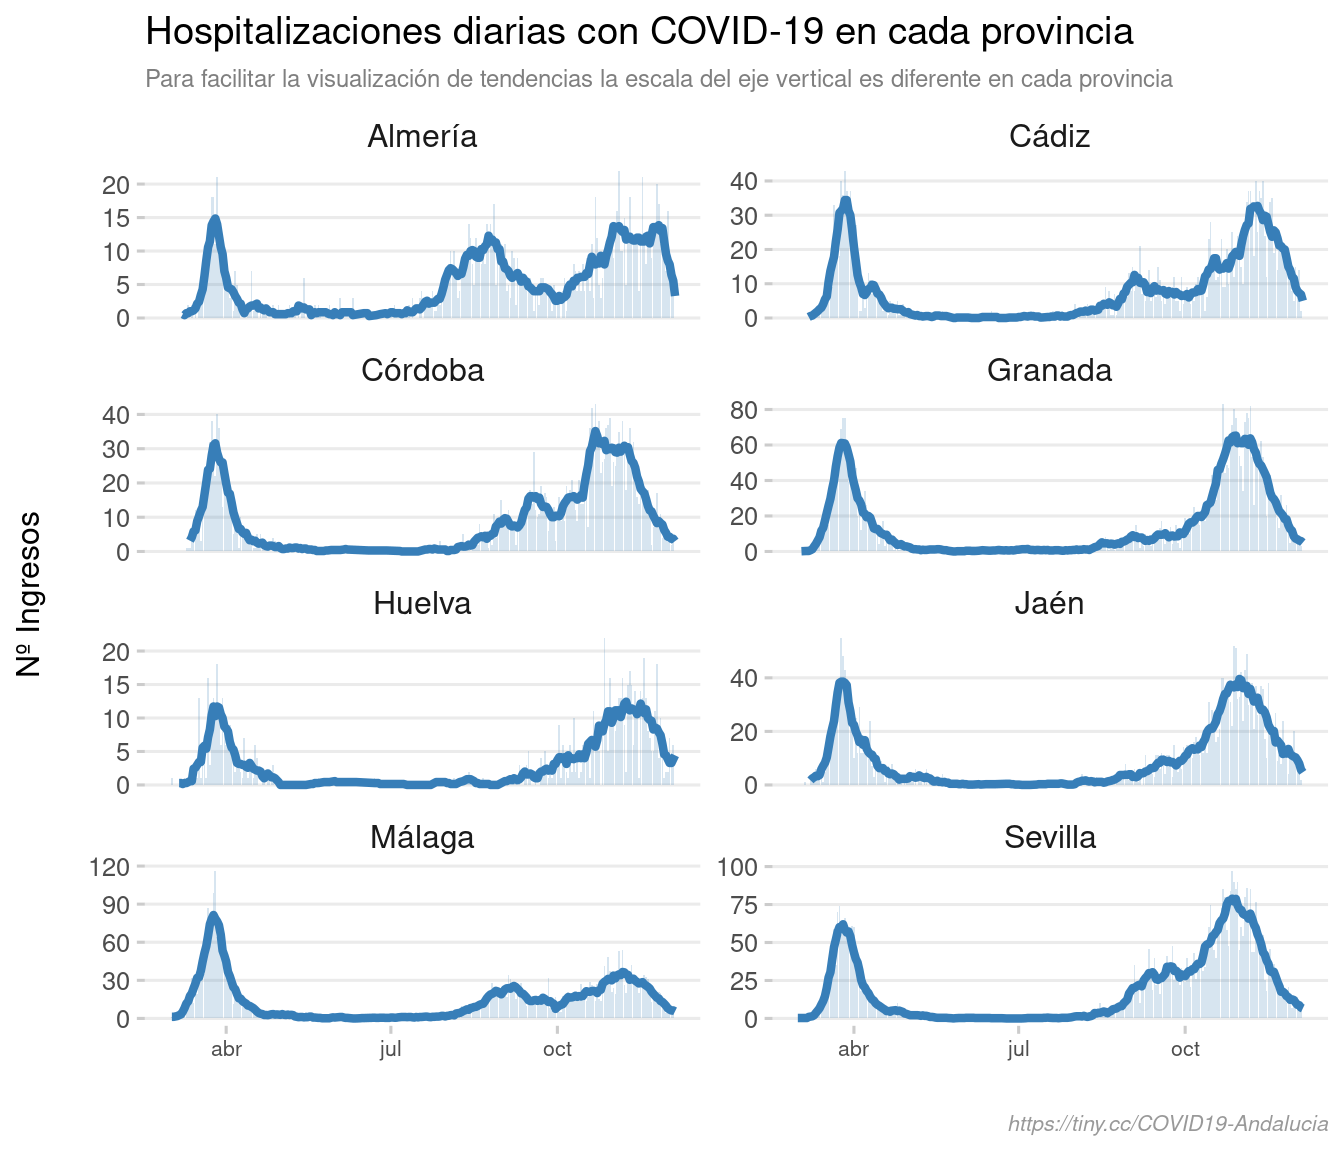 Hospitalizaciones diarias con COVID-19 en cada provincia
Para facilitar la visualización de tendencias la escala del eje vertical es diferente en cada provincia
Nº Ingresos
Almería
20
15
10
5
0
Cádiz
40
30
20
10
0
Córdoba
40
30
20
10
0
Granada
80
60
40
20
0
Huelva
20
15
10
5
0
Jaén
40
20
0
Málaga
120
90
60
30
0
abr jul oct
Sevilla
100
75
50
25
0
abr jul oct
https://tiny.cc/COVID19-Andalucia